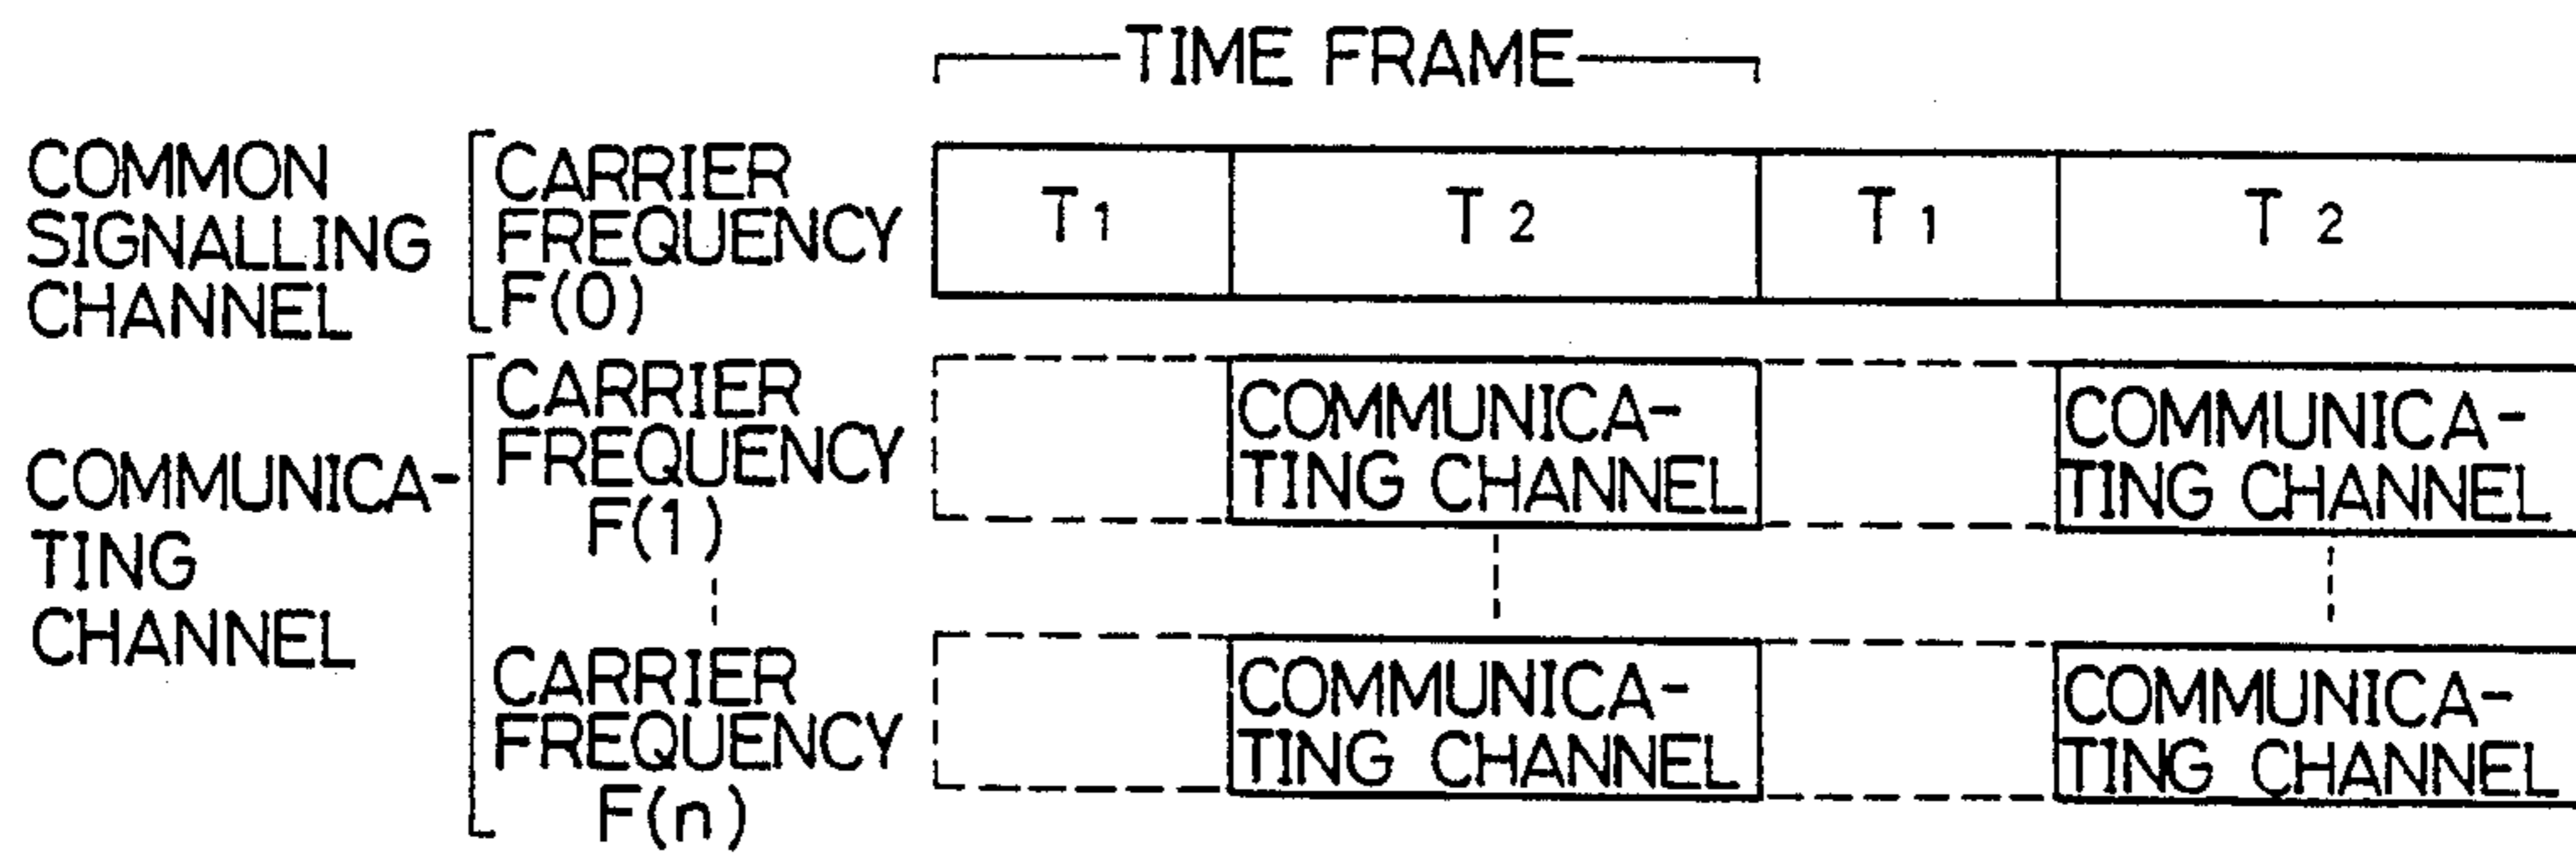 TIME FRAME
COMMON
SIGNALLING
CHANNEL
CARRIER
FREQUENCY
F(0)
T1
T2
T1
T2
COMMUNICA-
TING
CHANNEL
CARRIER
FREQUENCY
F(1)
COMMUNICA-
TING CHANNEL
COMMUNICA-
TING CHANNEL
CARRIER
FREQUENCY
F(n)
COMMUNICA-
TING CHANNEL
COMMUNICA-
TING CHANNEL